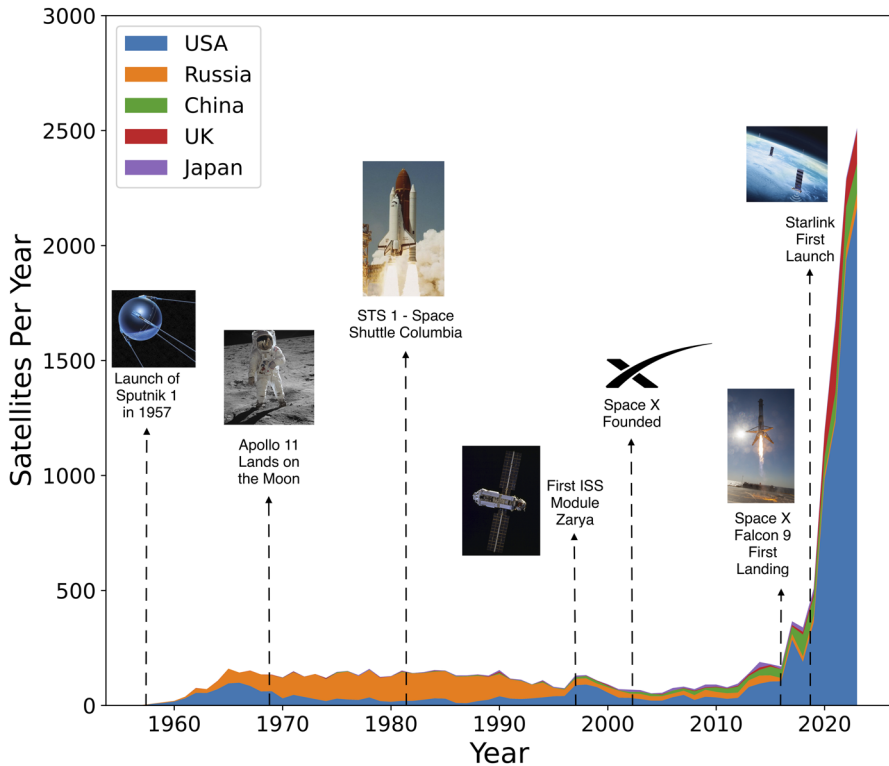 3000
2500
2000
1500
1000
500
0
Satellites Per Year
USA
Russia
China
UK
Japan
Launch of
Sputnik 1
in 1957
Apollo 11
Lands on
the Moon
STS 1 - Space
Shuttle Columbia
First ISS
Module
Zarya
Space X
Founded
Space X
Falcon 9
First
Landing
Starlink
First
Launch
1960
1970
1980
1990
2000
2010
2020
Year